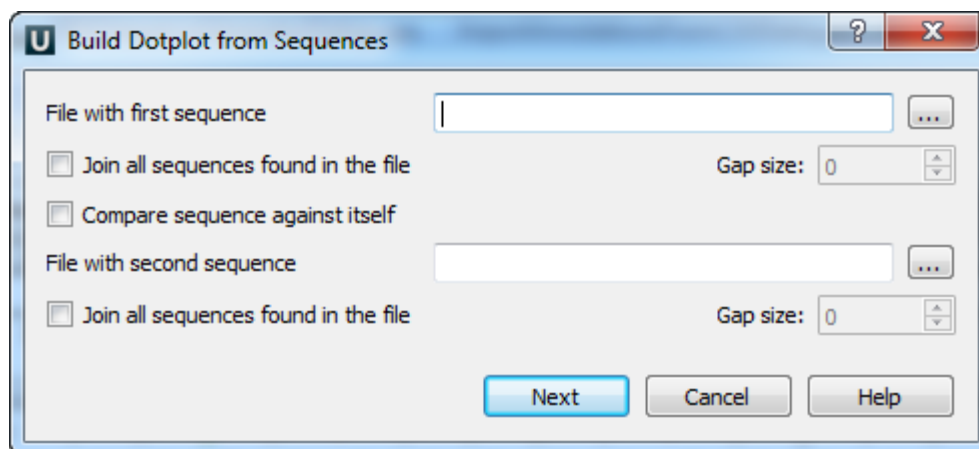 U Build Dotplot from Sequences ? X
File with first sequence ...
Join all sequences found in the file Gap size: 0
Compare sequence against itself
File with second sequence ...
Join all sequences found in the file Gap size: 0
Next Cancel Help